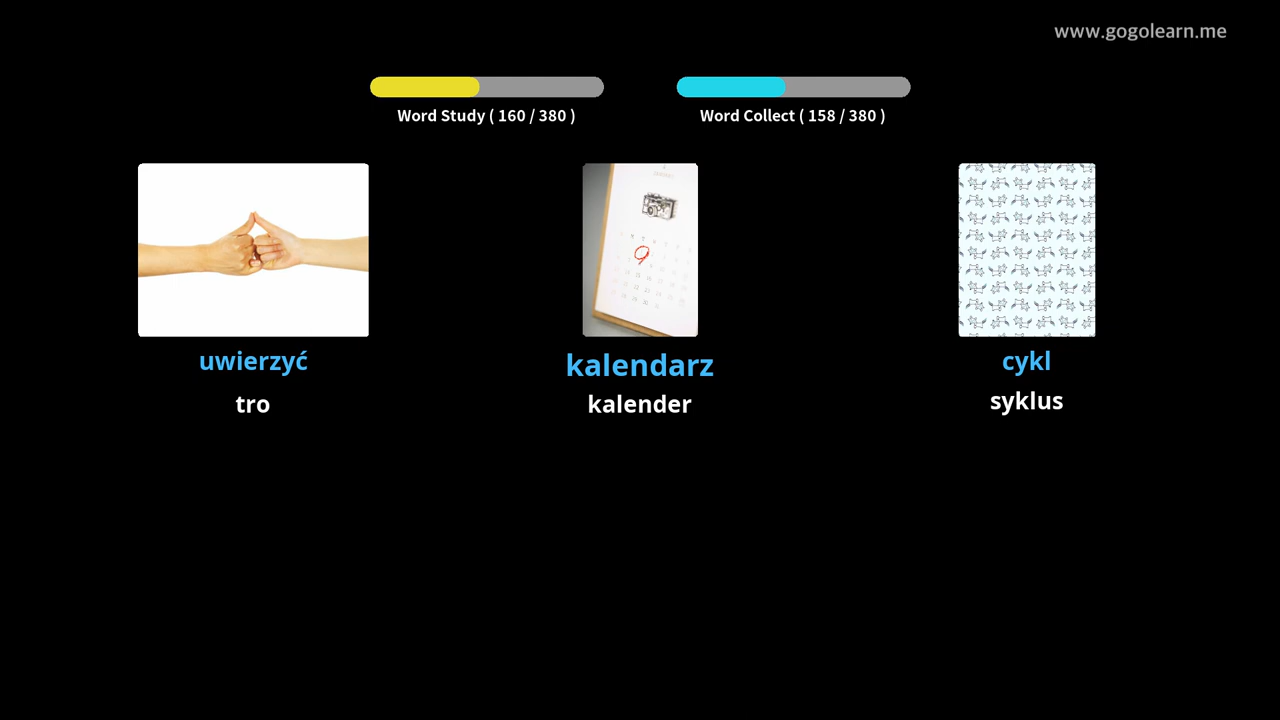 www.gogolearn.me
Word Study ( 160 / 380 )
Word Collect ( 158 / 380 )
uwierzyć
kalendarz
cykl
tro
kalender
syklus